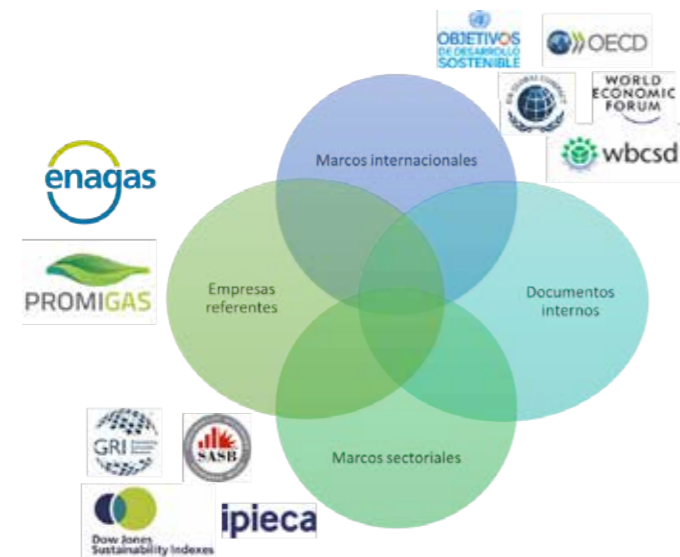 OBJETIVOS
DE DESARROLLO
SOSTENIBLE
OECD
WORLD
ECONOMIC
FORUM
wbcsd
Marcos internacionales
enagas
PROMIGAS
Empresas
referentes
Documentos
internos
Marcos sectoriales
GRI
SASB
Dow Jones
Sustainability Indexes
ipieca